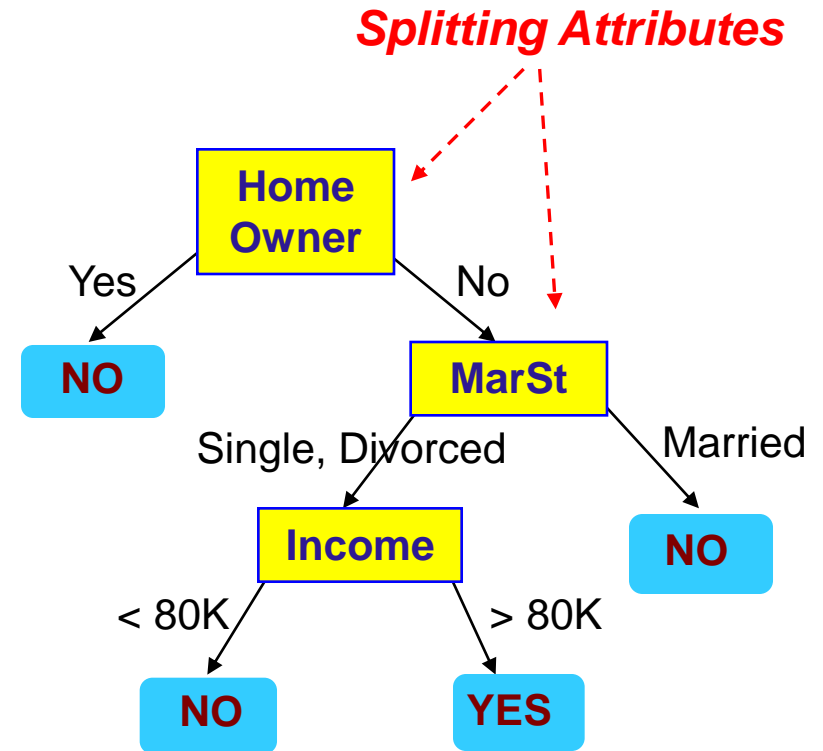 Splitting Attributes
Home
Owner
Yes
No
NO
MarSt
Single, Divorced
Married
Income
NO
< 80K
> 80K
NO
YES